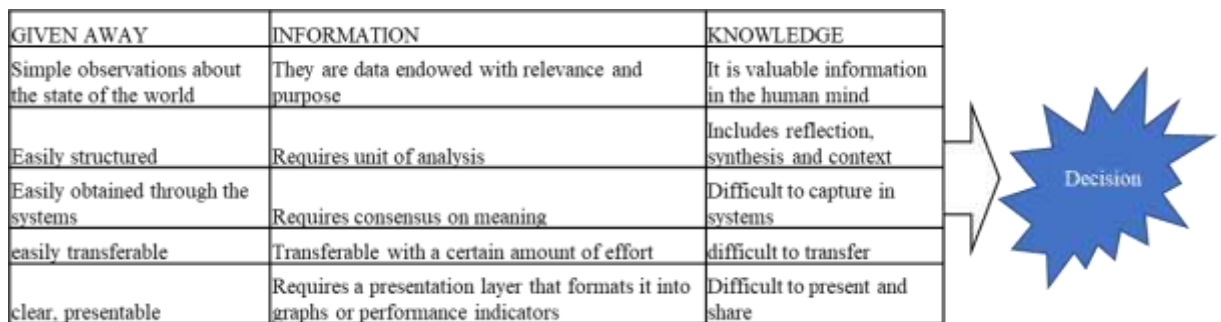 GIVEN AWAY
INFORMATION
KNOWLEDGE
Simple observations about
the state of the world
They are data endowed with relevance and
purpose
It is valuable information
in the human mind
Easily structured
Requires unit of analysis
Includes reflection,
synthesis and context
Easily obtained through the
systems
Requires consensus on meaning
Difficult to capture in
systems
easily transferable
Transferable with a certain amount of effort
difficult to transfer
clear, presentable
Requires a presentation layer that formats it into
graphs or performance indicators
Difficult to present and
share
Decision